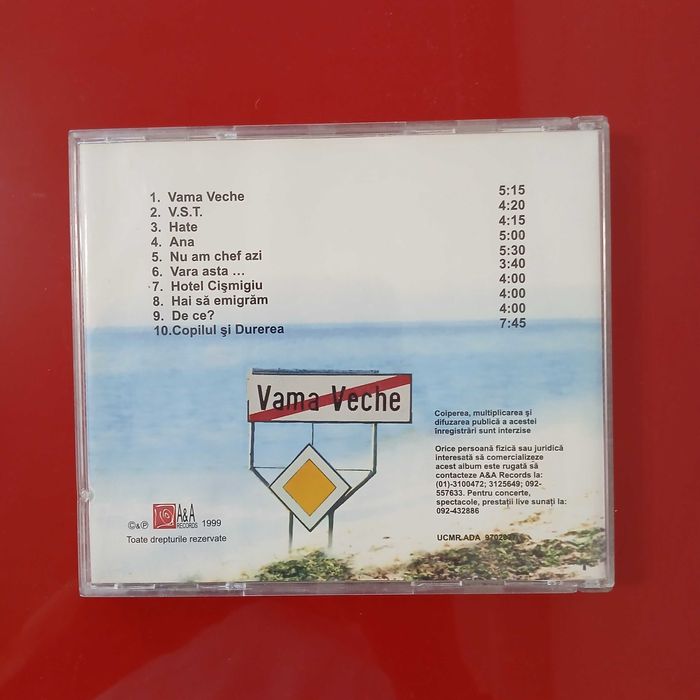 1. Vama Veche 5:15
2. V.S.T. 4:20
3. Hate 4:15
4. Ana 5:00
5. Nu am chef azi 5:30
6. Vara asta ... 3:40
7. Hotel Cişmigiu 4:00
8. Hai să emigrăm 4:00
9. De ce? 4:00
10.Copilul şi Durerea 7:45
Vama Veche
Coiperea, multiplicarea şi
difuzarea publică a acestei
înregistrări sunt interzise
Orice persoană fizică sau juridică
interesată să comercializeze
acest album este rugată să
contacteze A&A Records la:
(01)-3100472; 3125649; 092-
557633. Pentru concerte,
spectacole, prestaţii live sunaţi la:
092-432886
UCMR.ADA
©&℗ A&A RECORDS 1999
Toate drepturile rezervate